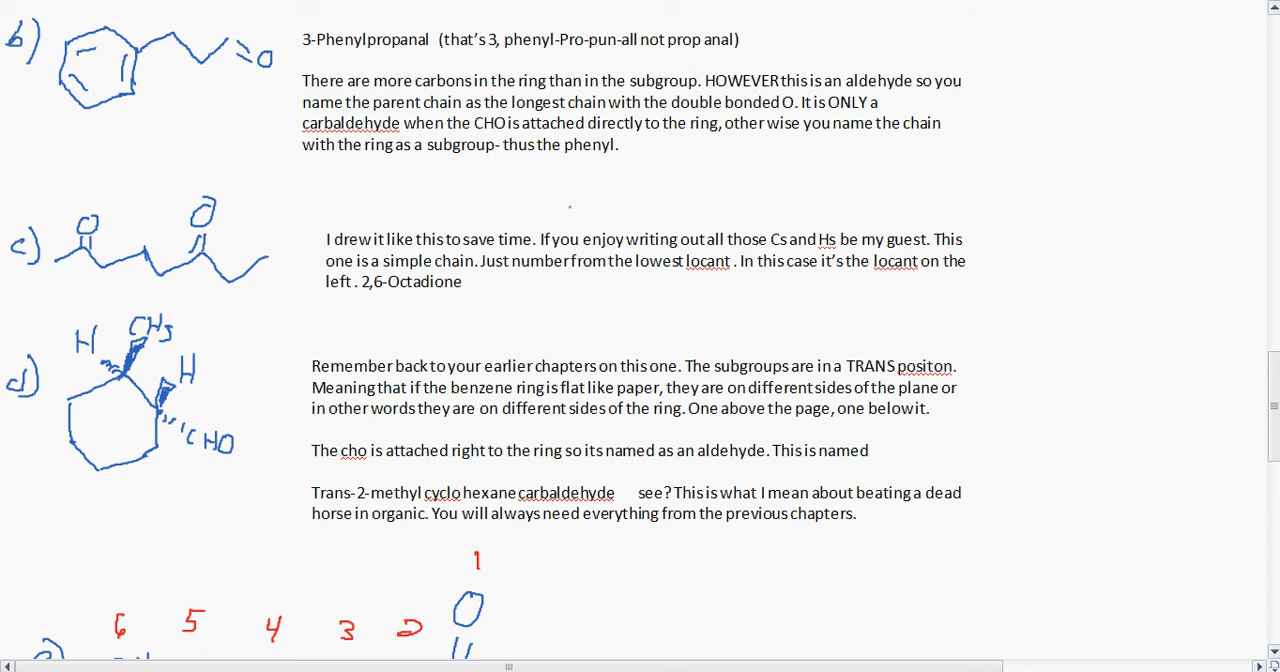 b)
O
3-Phenylpropanal (that's 3, phenyl-Pro-pun-all not prop anal)
There are more carbons in the ring than in the subgroup. HOWEVER this is an aldehyde so you
name the parent chain as the longest chain with the double bonded O. It is ONLY a
carbaldehyde when the CHO is attached directly to the ring, other wise you name the chain
with the ring as a subgroup- thus the phenyl.
c)
O
O
I drew it like this to save time. If you enjoy writing out all those Cs and Hs be my guest. This
one is a simple chain. Just number from the lowest locant . In this case it's the locant on the
left . 2,6-Octadione
d)
H
CH3
H
CHO
Remember back to your earlier chapters on this one. The subgroups are in a TRANS positon.
Meaning that if the benzene ring is flat like paper, they are on different sides of the plane or
in other words they are on different sides of the ring. One above the page, one below it.
The cho is attached right to the ring so its named as an aldehyde. This is named
Trans-2-methyl cyclo hexane carbaldehyde see? This is what I mean about beating a dead
horse in organic. You will always need everything from the previous chapters.
1
O
6 5 4 3 2